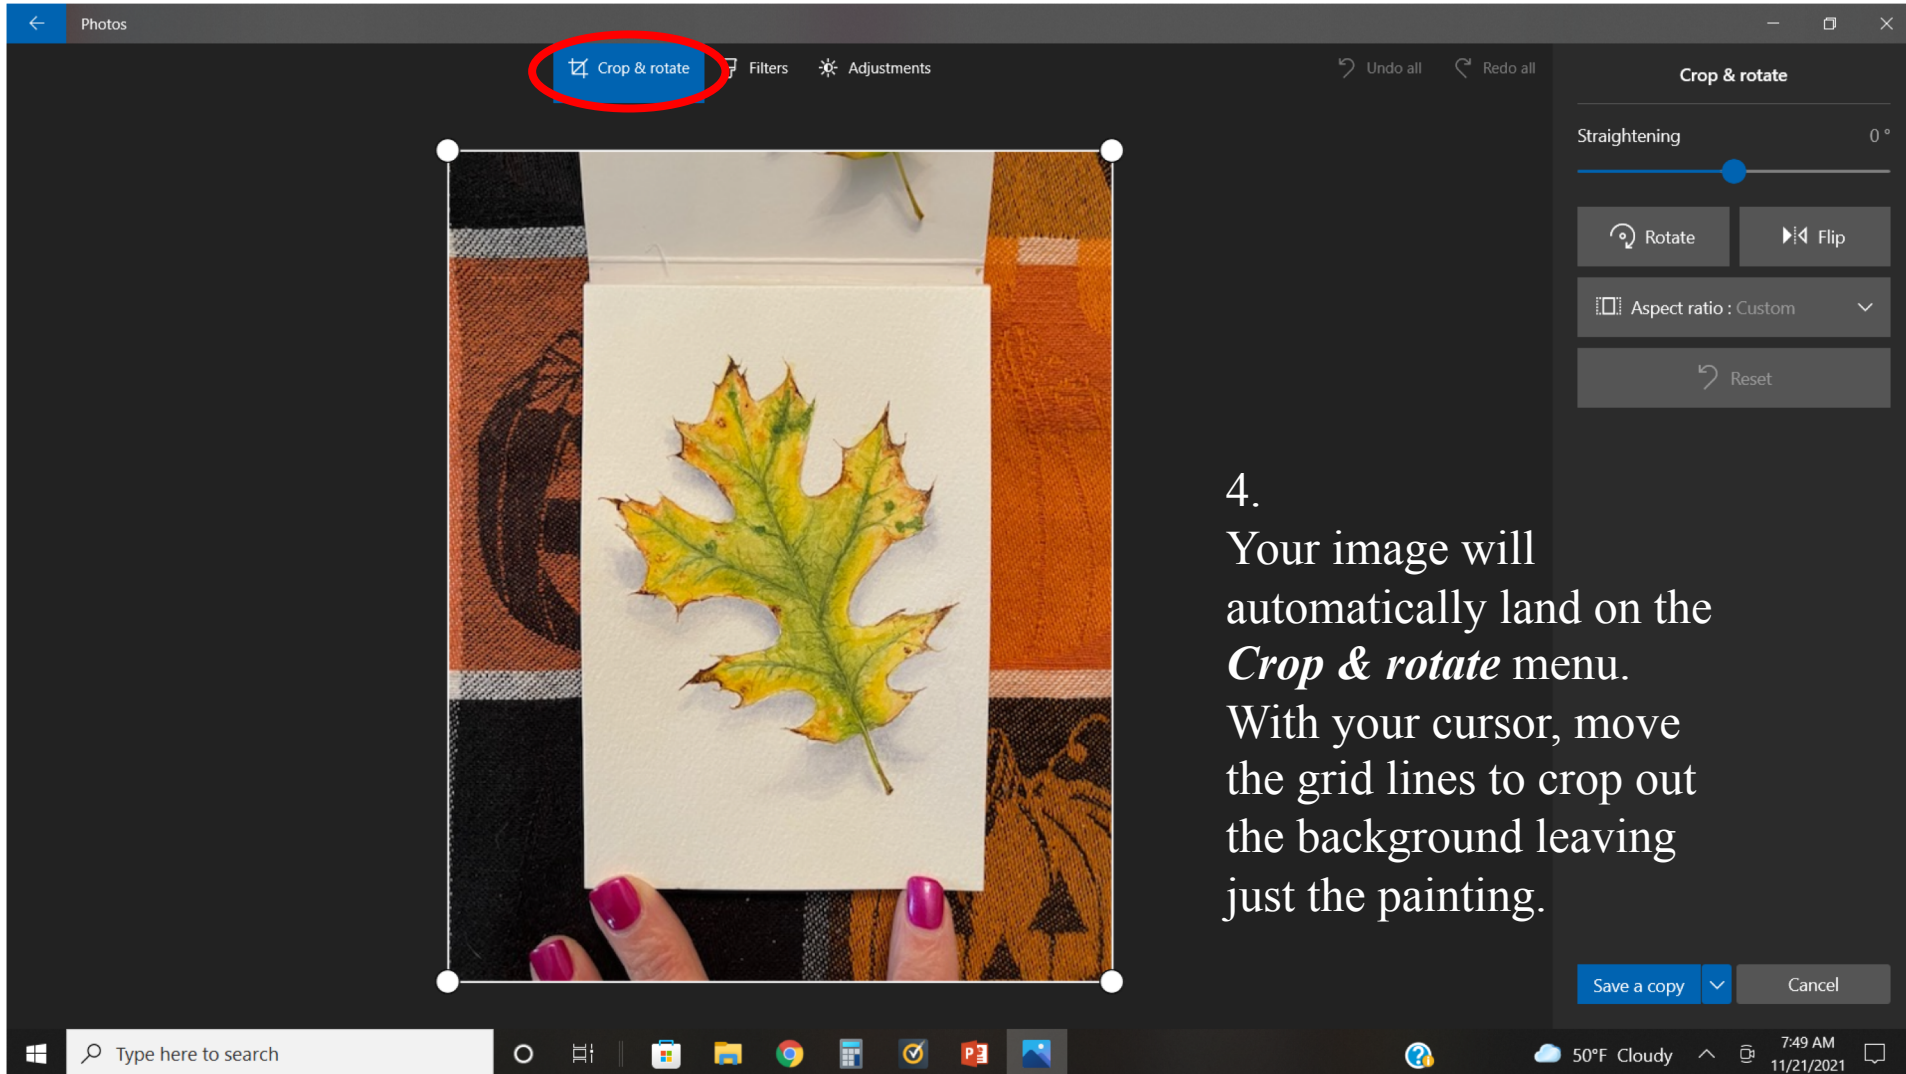 Photos
Crop & rotate
Filters
Adjustments
Undo all
Redo all
Crop & rotate
Straightening 0 °
Rotate
Flip
Aspect ratio : Custom
Reset
4.
Your image will
automatically land on the
Crop & rotate menu.
With your cursor, move
the grid lines to crop out
the background leaving
just the painting.
Save a copy
Cancel
Type here to search
50°F Cloudy
7:49 AM
11/21/2021